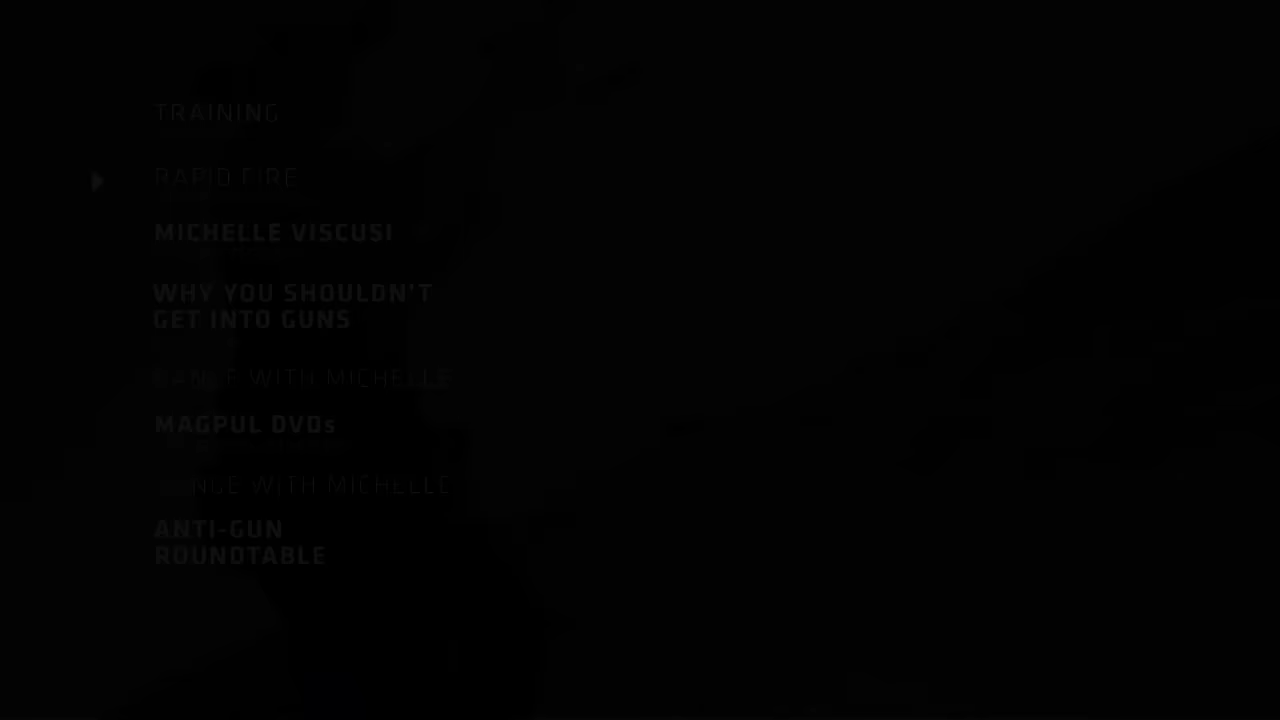 TRAINING
RAPID FIRE
MICHELLE VISCUSI
WHY YOU SHOULDN'T
GET INTO GUNS
WITH MICHELLE
MAGPUL DVDs
WITH MICHELLE
ANTI-GUN
ROUNDTABLE